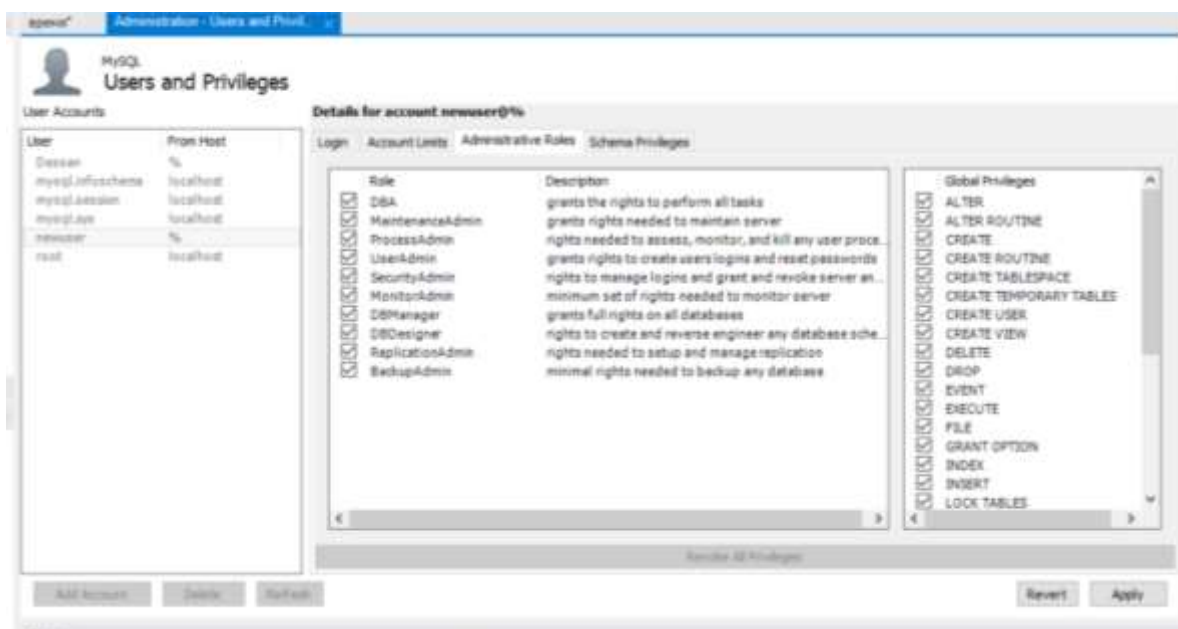 Administration - Users and Privil..
MySQL
Users and Privileges
User Accounts
User From Host
%
mysql.infoschema localhost
mysql.session localhost
mysql.sys localhost
newuser %
root localhost
Details for account newuser@%
Login Account Limits Administrative Roles Schema Privileges
Role Description
DBA grants the rights to perform all tasks
MaintenanceAdmin grants rights needed to maintain server
ProcessAdmin rights needed to assess, monitor, and kill any user proce...
UserAdmin grants rights to create users logins and reset passwords
SecurityAdmin rights to manage logins and grant and revoke server an...
MonitorAdmin minimum set of rights needed to monitor server
DBManager grants full rights on all databases
DBDesigner rights to create and reverse engineer any database sche...
ReplicationAdmin rights needed to setup and manage replication
BackupAdmin minimal rights needed to backup any database
Global Privileges
ALTER
ALTER ROUTINE
CREATE
CREATE ROUTINE
CREATE TABLESPACE
CREATE TEMPORARY TABLES
CREATE USER
CREATE VIEW
DELETE
DROP
EVENT
EXECUTE
FILE
GRANT OPTION
INDEX
INSERT
LOCK TABLES
Revoke All Privileges
Add Account Delete Refresh Revert Apply